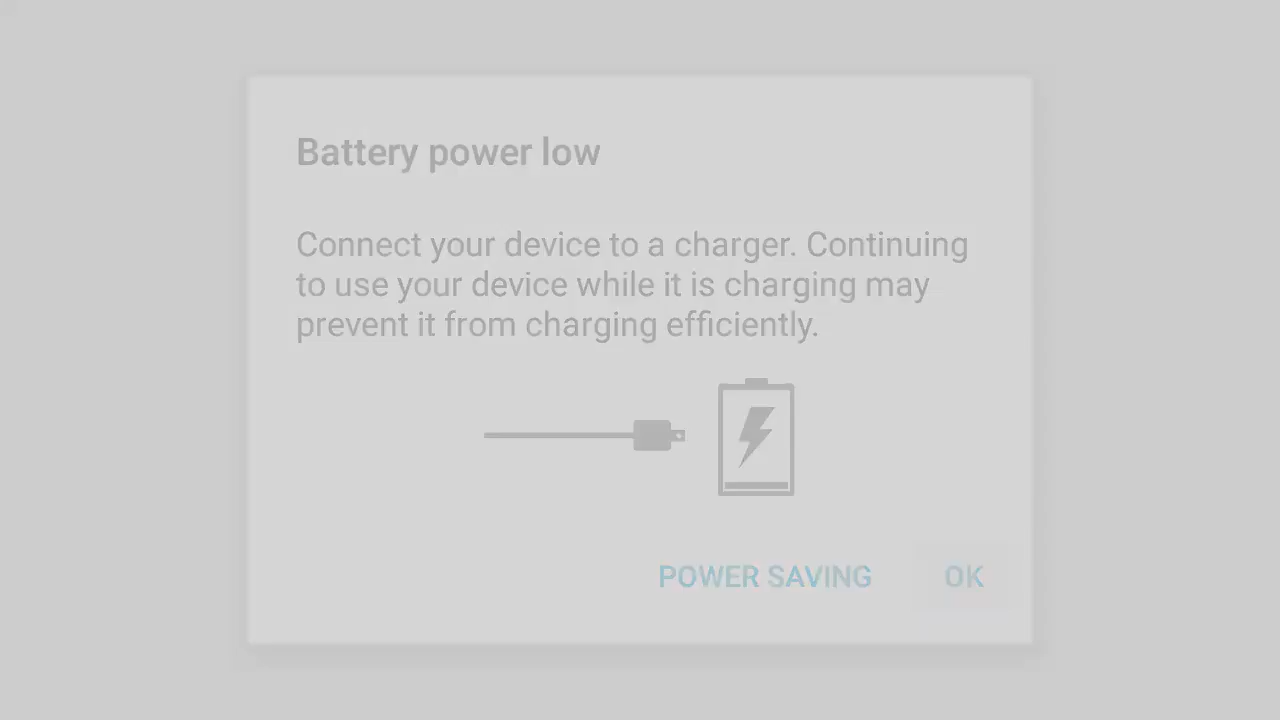 Battery power low
Connect your device to a charger. Continuing
to use your device while it is charging may
prevent it from charging efficiently.
POWER SAVING
OK